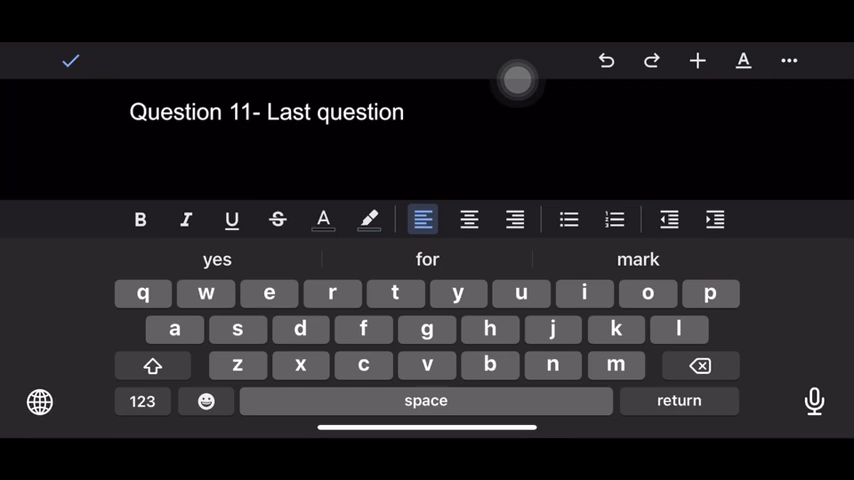 A
Question 11- Last question
B I U S A
yes for mark
q w e r t y u i o p
a s d f g h j k l
z x c v b n m
123 space return